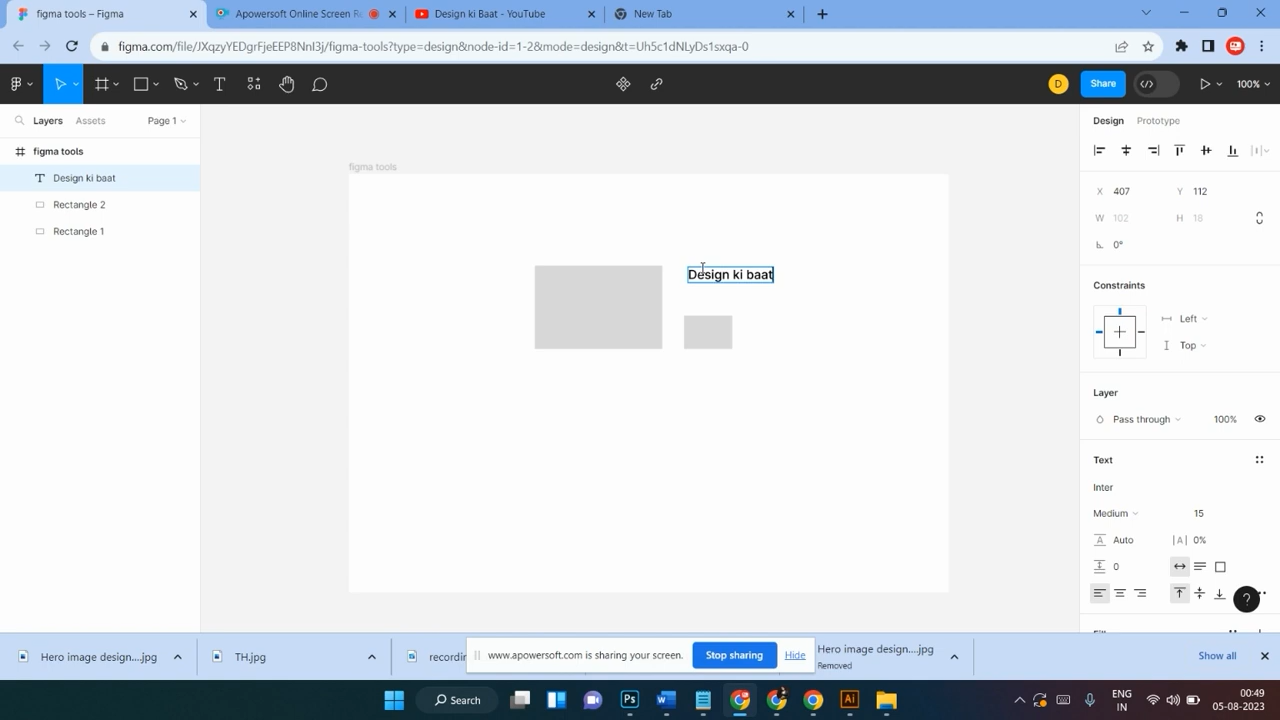 figma tools – Figma
Apowersoft Online Screen Re
Design ki Baat - YouTube
New Tab
figma.com/file/JXqzyYEDgrFjeEEP8NnI3j/figma-tools?type=design&node-id=1-2&mode=design&t=Uh5c1dNLyDs1sxqa-0
D
Share
100%
Layers
Assets
Page 1
figma tools
Design ki baat
Rectangle 2
Rectangle 1
figma tools
Design ki baat
Design
Prototype
X 407
Y 112
W 102
H 18
0°
Constraints
Left
Top
Layer
Pass through
100%
Text
Inter
Medium
15
Auto
0%
0
?
Hero image design....jpg
TH.jpg
recordin
www.apowersoft.com is sharing your screen.
Stop sharing
Hide
Hero image design....jpg
Removed
Show all
Search
ENG
IN
00:49
05-08-2023